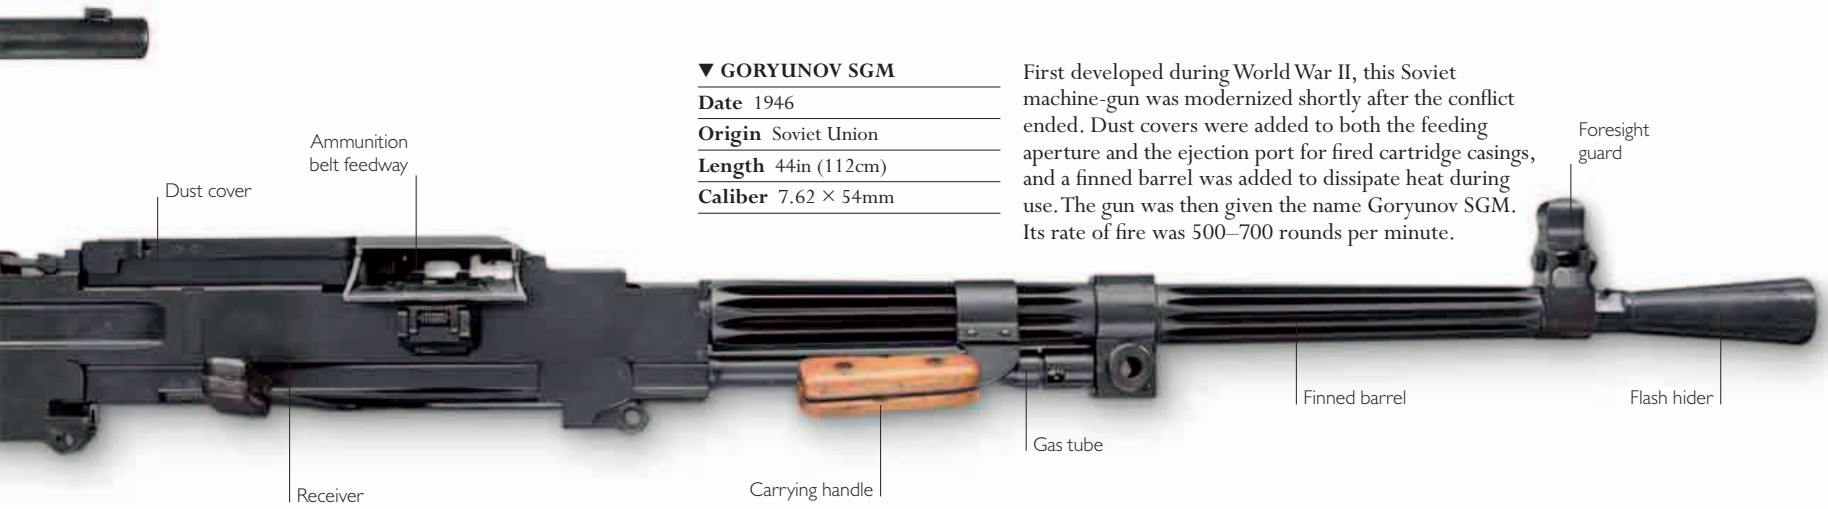 ▼ GORYUNOV SGM
Date 1946
Origin Soviet Union
Length 44in (112cm)
Caliber 7.62 × 54mm
First developed during World War II, this Soviet
machine-gun was modernized shortly after the conflict
ended. Dust covers were added to both the feeding
aperture and the ejection port for fired cartridge casings,
and a finned barrel was added to dissipate heat during
use. The gun was then given the name Goryunov SGM.
Its rate of fire was 500–700 rounds per minute.
Foresight
guard
Ammunition
belt feedway
Dust cover
Finned barrel
Flash hider
Gas tube
Carrying handle
Receiver